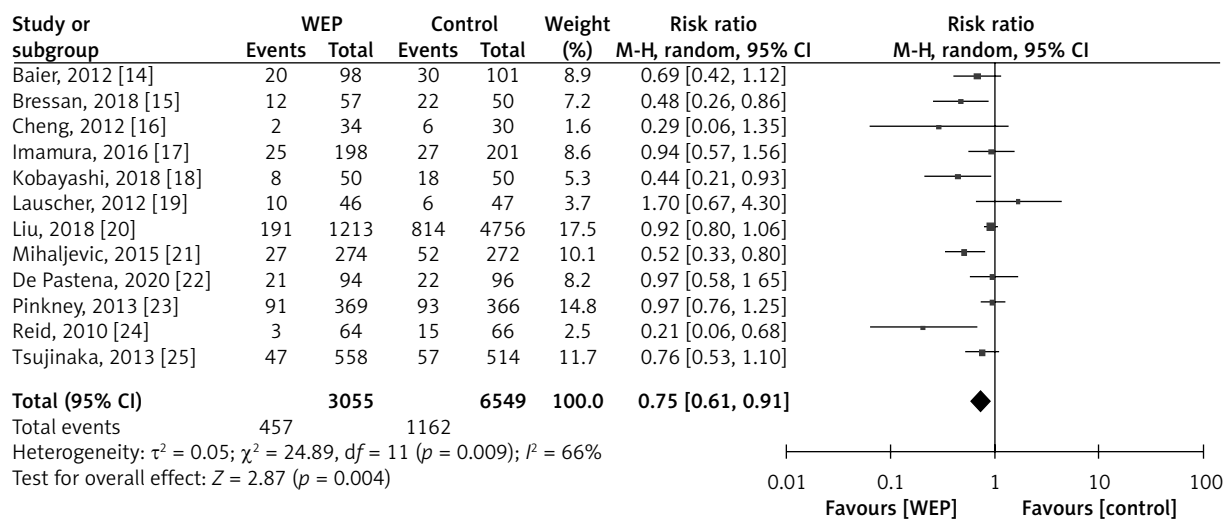 Study or WEP Control Weight Risk ratio Risk ratio
subgroup Events Total Events Total (%) M-H, random, 95% CI M-H, random, 95% CI
Baier, 2012 [14] 20 98 30 101 8.9 0.69 [0.42, 1.12]
Bressan, 2018 [15] 12 57 22 50 7.2 0.48 [0.26, 0.86]
Cheng, 2012 [16] 2 34 6 30 1.6 0.29 [0.06, 1.35]
Imamura, 2016 [17] 25 198 27 201 8.6 0.94 [0.57, 1.56]
Kobayashi, 2018 [18] 8 50 18 50 5.3 0.44 [0.21, 0.93]
Lauscher, 2012 [19] 10 46 6 47 3.7 1.70 [0.67, 4.30]
Liu, 2018 [20] 191 1213 814 4756 17.5 0.92 [0.80, 1.06]
Mihaljevic, 2015 [21] 27 274 52 272 10.1 0.52 [0.33, 0.80]
De Pastena, 2020 [22] 21 94 22 96 8.2 0.97 [0.58, 1 65]
Pinkney, 2013 [23] 91 369 93 366 14.8 0.97 [0.76, 1.25]
Reid, 2010 [24] 3 64 15 66 2.5 0.21 [0.06, 0.68]
Tsujinaka, 2013 [25] 47 558 57 514 11.7 0.76 [0.53, 1.10]
Total (95% CI) 3055 6549 100.0 0.75 [0.61, 0.91]
Total events 457 1162
Heterogeneity: τ² = 0.05; χ² = 24.89, df = 11 (p = 0.009); I² = 66%
Test for overall effect: Z = 2.87 (p = 0.004)
0.01 0.1 1 10 100
Favours [WEP] Favours [control]